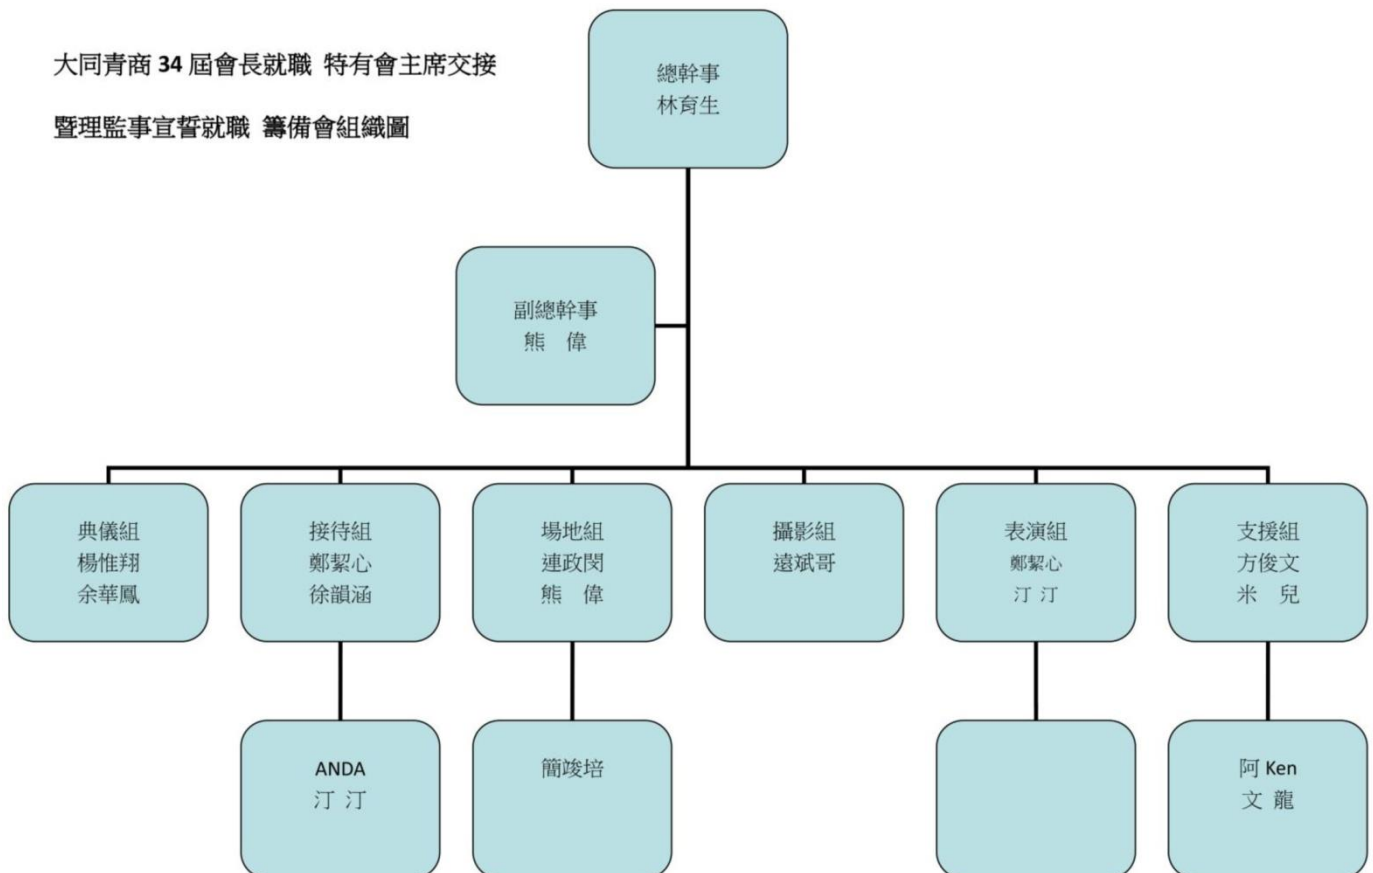 大同青商 34 屆會長就職 特有會主席交接
暨理監事宣誓就職 籌備會組織圖
總幹事
林育生
副總幹事
熊 偉
典儀組
楊惟翔
余華鳳
接待組
鄭絜心
徐韻涵
場地組
連政閔
熊 偉
攝影組
遠斌哥
表演組
鄭絜心
汀 汀
支援組
方俊文
米 兒
ANDA
汀 汀
簡竣培
阿 Ken
文 龍